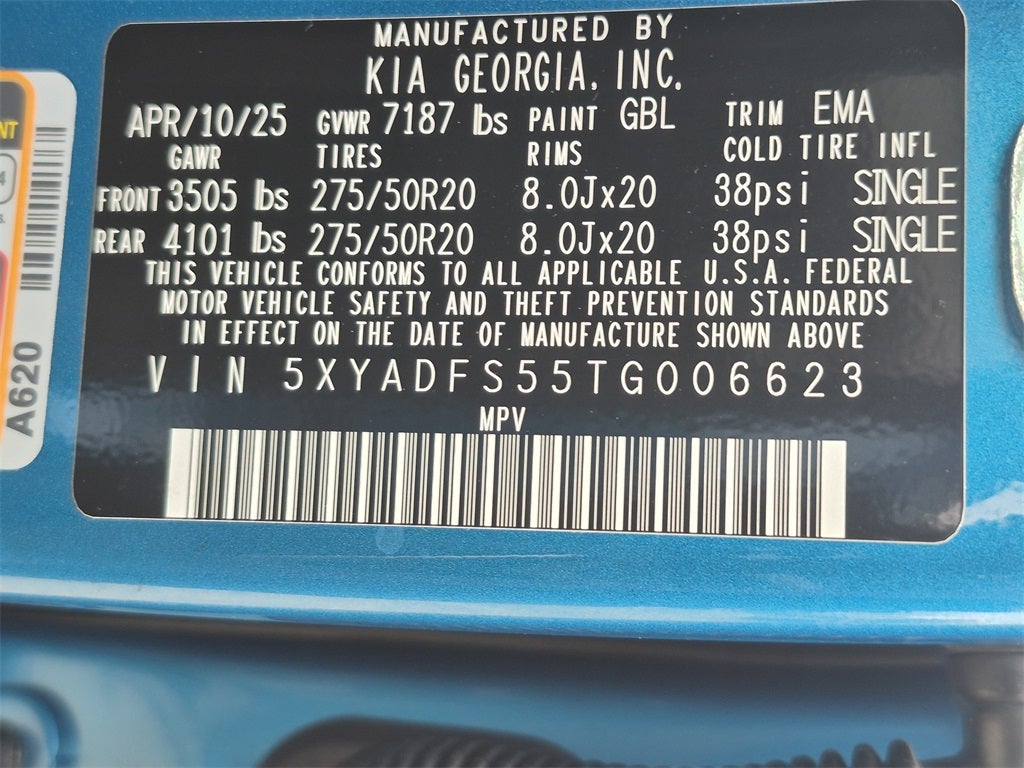 MANUFACTURED BY
KIA GEORGIA, INC.
APR/10/25 GVWR 7187 lbs PAINT GBL TRIM EMA
GAWR TIRES RIMS COLD TIRE INFL
FRONT 3505 lbs 275/50R20 8.0Jx20 38psi SINGLE
REAR 4101 lbs 275/50R20 8.0Jx20 38psi SINGLE
THIS VEHICLE CONFORMS TO ALL APPLICABLE U.S.A. FEDERAL
MOTOR VEHICLE SAFETY AND THEFT PREVENTION STANDARDS
IN EFFECT ON THE DATE OF MANUFACTURE SHOWN ABOVE
VIN 5XYADFS55TG006623
MPV
A620
4